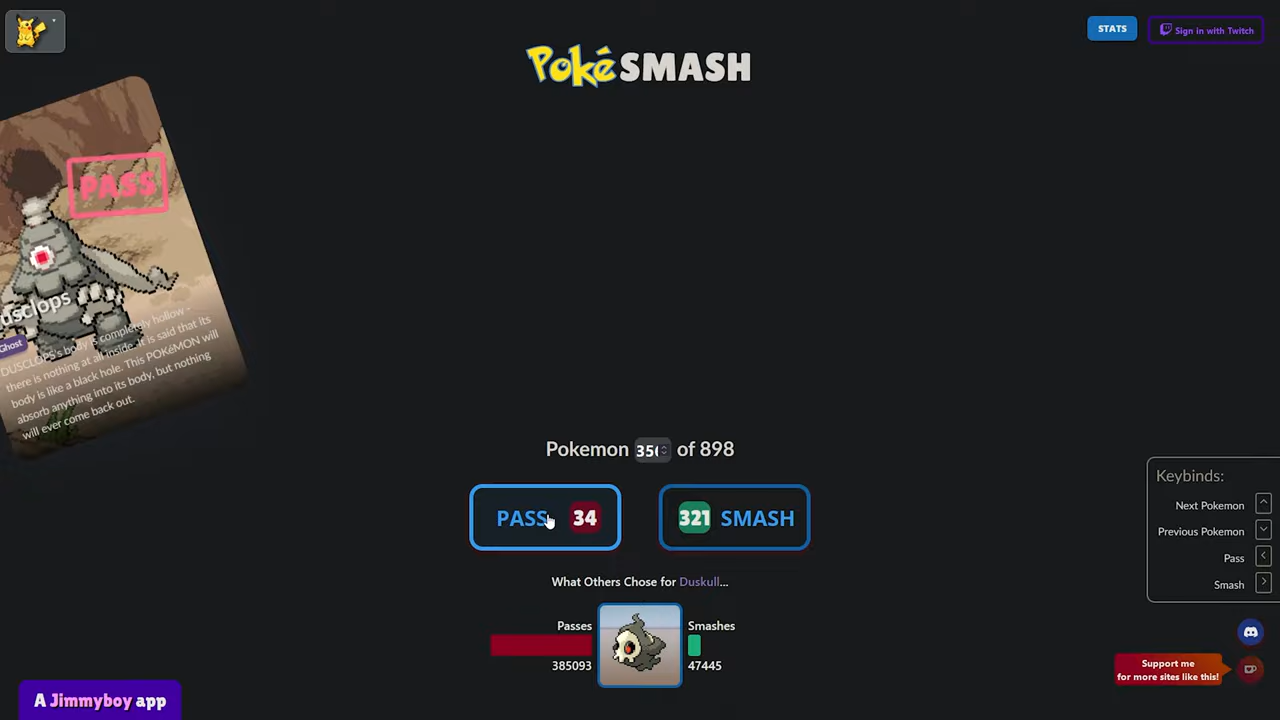 STATS
Sign in with Twitch
PokéSMASH
PASS
usclops
Ghost
DUSCLOPS's body is completely hollow -
there is nothing at all inside. It is said that its
body is like a black hole. This POKéMON will
absorb anything into its body, but nothing
will ever come back out.
Pokemon 356 of 898
PASS 34
321 SMASH
What Others Chose for Duskull...
Passes
385093
Smashes
47445
Keybinds:
Next Pokemon
Previous Pokemon
Pass
Smash
Support me
for more sites like this!
A Jimmyboy app